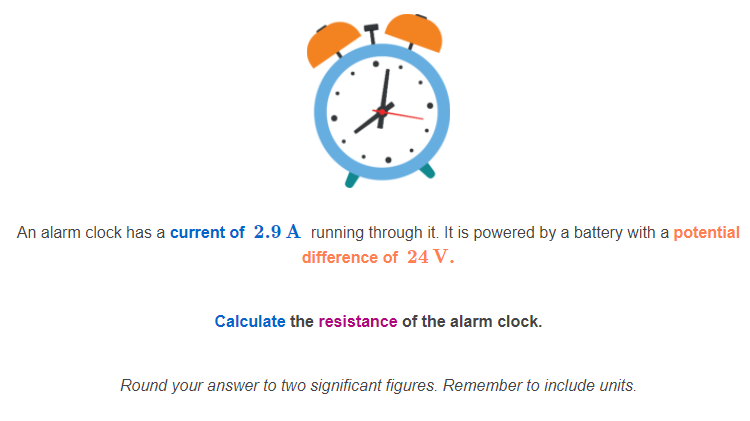 An alarm clock has a current of 2.9 A running through it. It is powered by a battery with a potential
difference of 24 V.
Calculate the resistance of the alarm clock.
Round your answer to two significant figures. Remember to include units.